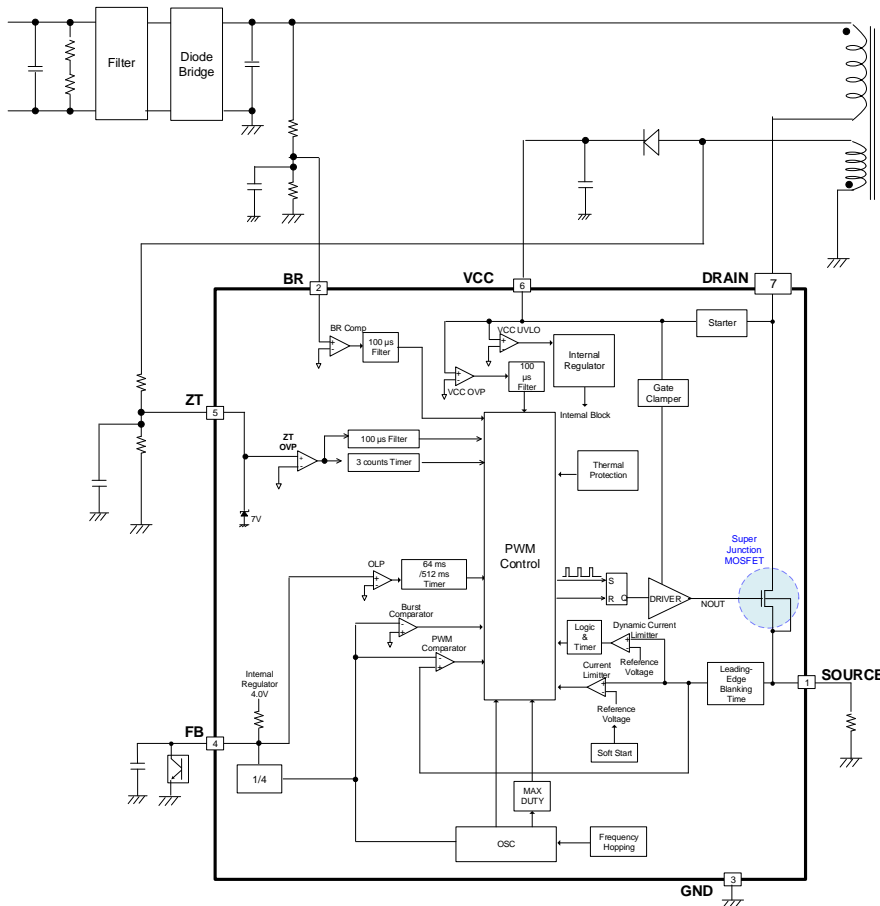 Filter
Diode
Bridge
BR
VCC
DRAIN
2
6
7
BR Comp
100 µs
Filter
VCC UVLO
VCC OVP
100
µs
Filter
Internal
Regulator
Internal Block
Starter
Gate
Clamper
ZT
5
ZT
OVP
100 µs Filter
3 counts Timer
7V
Thermal
Protection
PWM
Control
Super
Junction
MOSFET
OLP
64 ms
/512 ms
Timer
S
R
Q
DRIVER
NOUT
Burst
Comparator
PWM
Comparator
Logic
&
Timer
Dynamic Current
Limitter
Reference
Voltage
Current
Limitter
Reference
Voltage
Leading-
Edge
Blanking
Time
1
SOURCE
Internal
Regulator
4.0V
FB
4
1/4
Soft Start
MAX
DUTY
OSC
Frequency
Hopping
3
GND